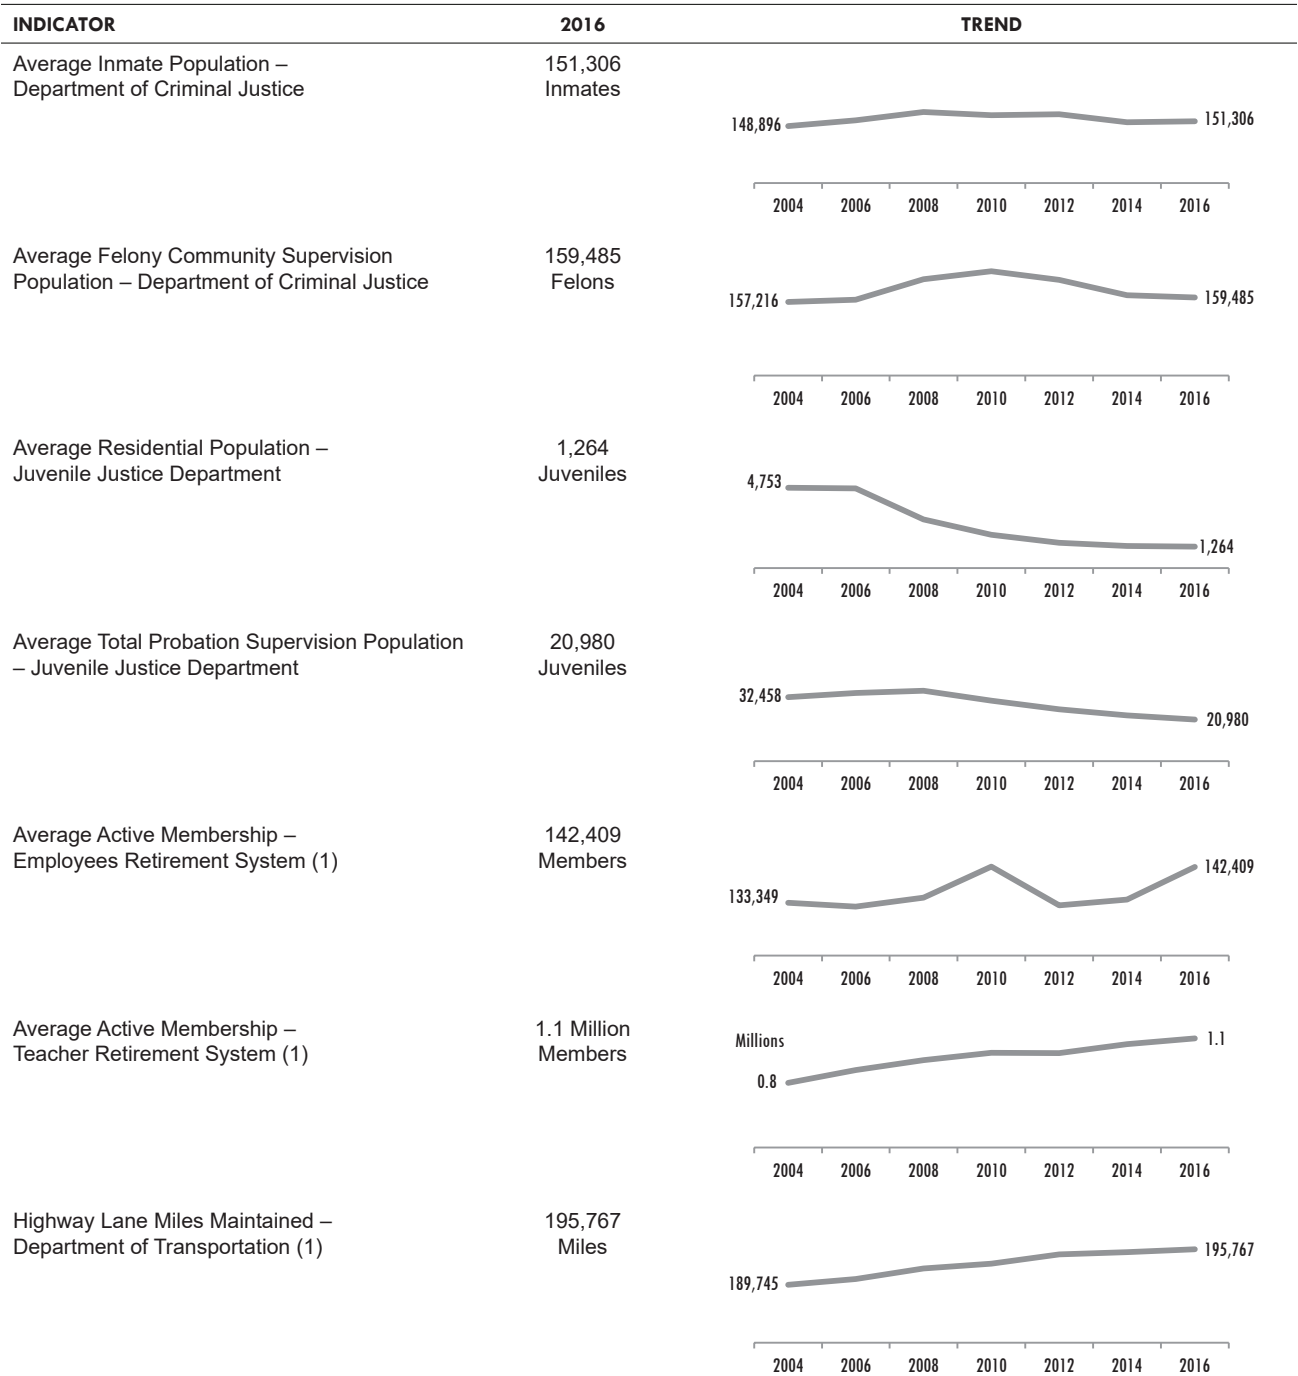 INDICATOR 2016 TREND
Average Inmate Population – 151,306
Department of Criminal Justice Inmates
148,896 151,306
2004 2006 2008 2010 2012 2014 2016
Average Felony Community Supervision 159,485
Population – Department of Criminal Justice Felons
157,216 159,485
2004 2006 2008 2010 2012 2014 2016
Average Residential Population – 1,264
Juvenile Justice Department Juveniles
4,753
1,264
2004 2006 2008 2010 2012 2014 2016
Average Total Probation Supervision Population 20,980
– Juvenile Justice Department Juveniles
32,458
20,980
2004 2006 2008 2010 2012 2014 2016
Average Active Membership – 142,409
Employees Retirement System (1) Members
142,409
133,349
2004 2006 2008 2010 2012 2014 2016
Average Active Membership – 1.1 Million
Teacher Retirement System (1) Members
Millions 1.1
0.8
2004 2006 2008 2010 2012 2014 2016
Highway Lane Miles Maintained – 195,767
Department of Transportation (1) Miles
195,767
189,745
2004 2006 2008 2010 2012 2014 2016